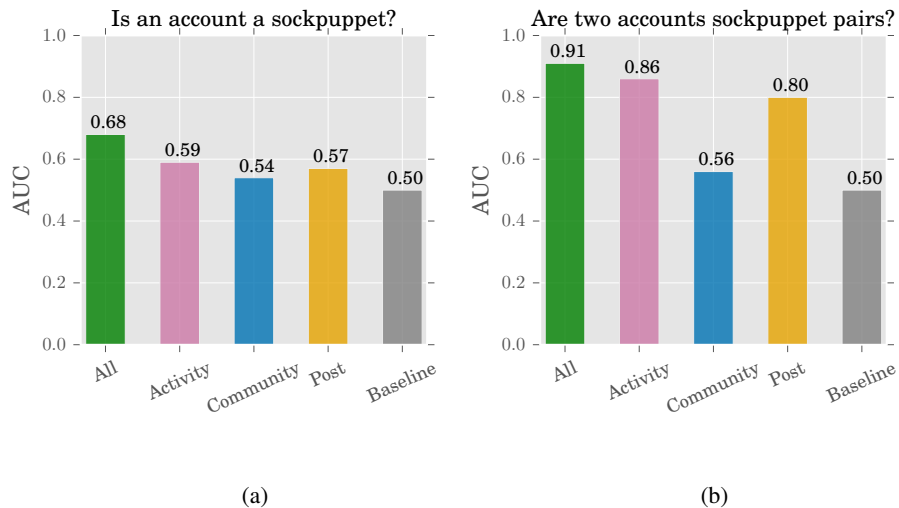 Is an account a sockpuppet?
1.0
0.8
0.6
0.4
0.2
0.0
AUC
0.68
0.59
0.54
0.57
0.50
All
Activity
Community
Post
Baseline
(a)
Are two accounts sockpuppet pairs?
1.0
0.8
0.6
0.4
0.2
0.0
AUC
0.91
0.86
0.56
0.80
0.50
All
Activity
Community
Post
Baseline
(b)